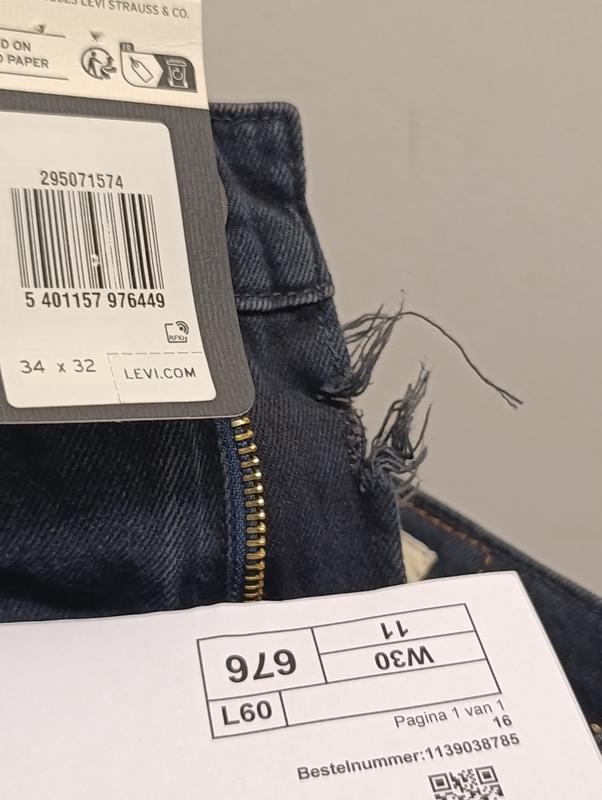 LEVI STRAUSS & CO.
D ON
PAPER
FR
295071574
5 401157 976449
RFID
34 x 32
LEVI.COM
11
W30
676
L60
Pagina 1 van 1
16
Bestelnummer:1139038785